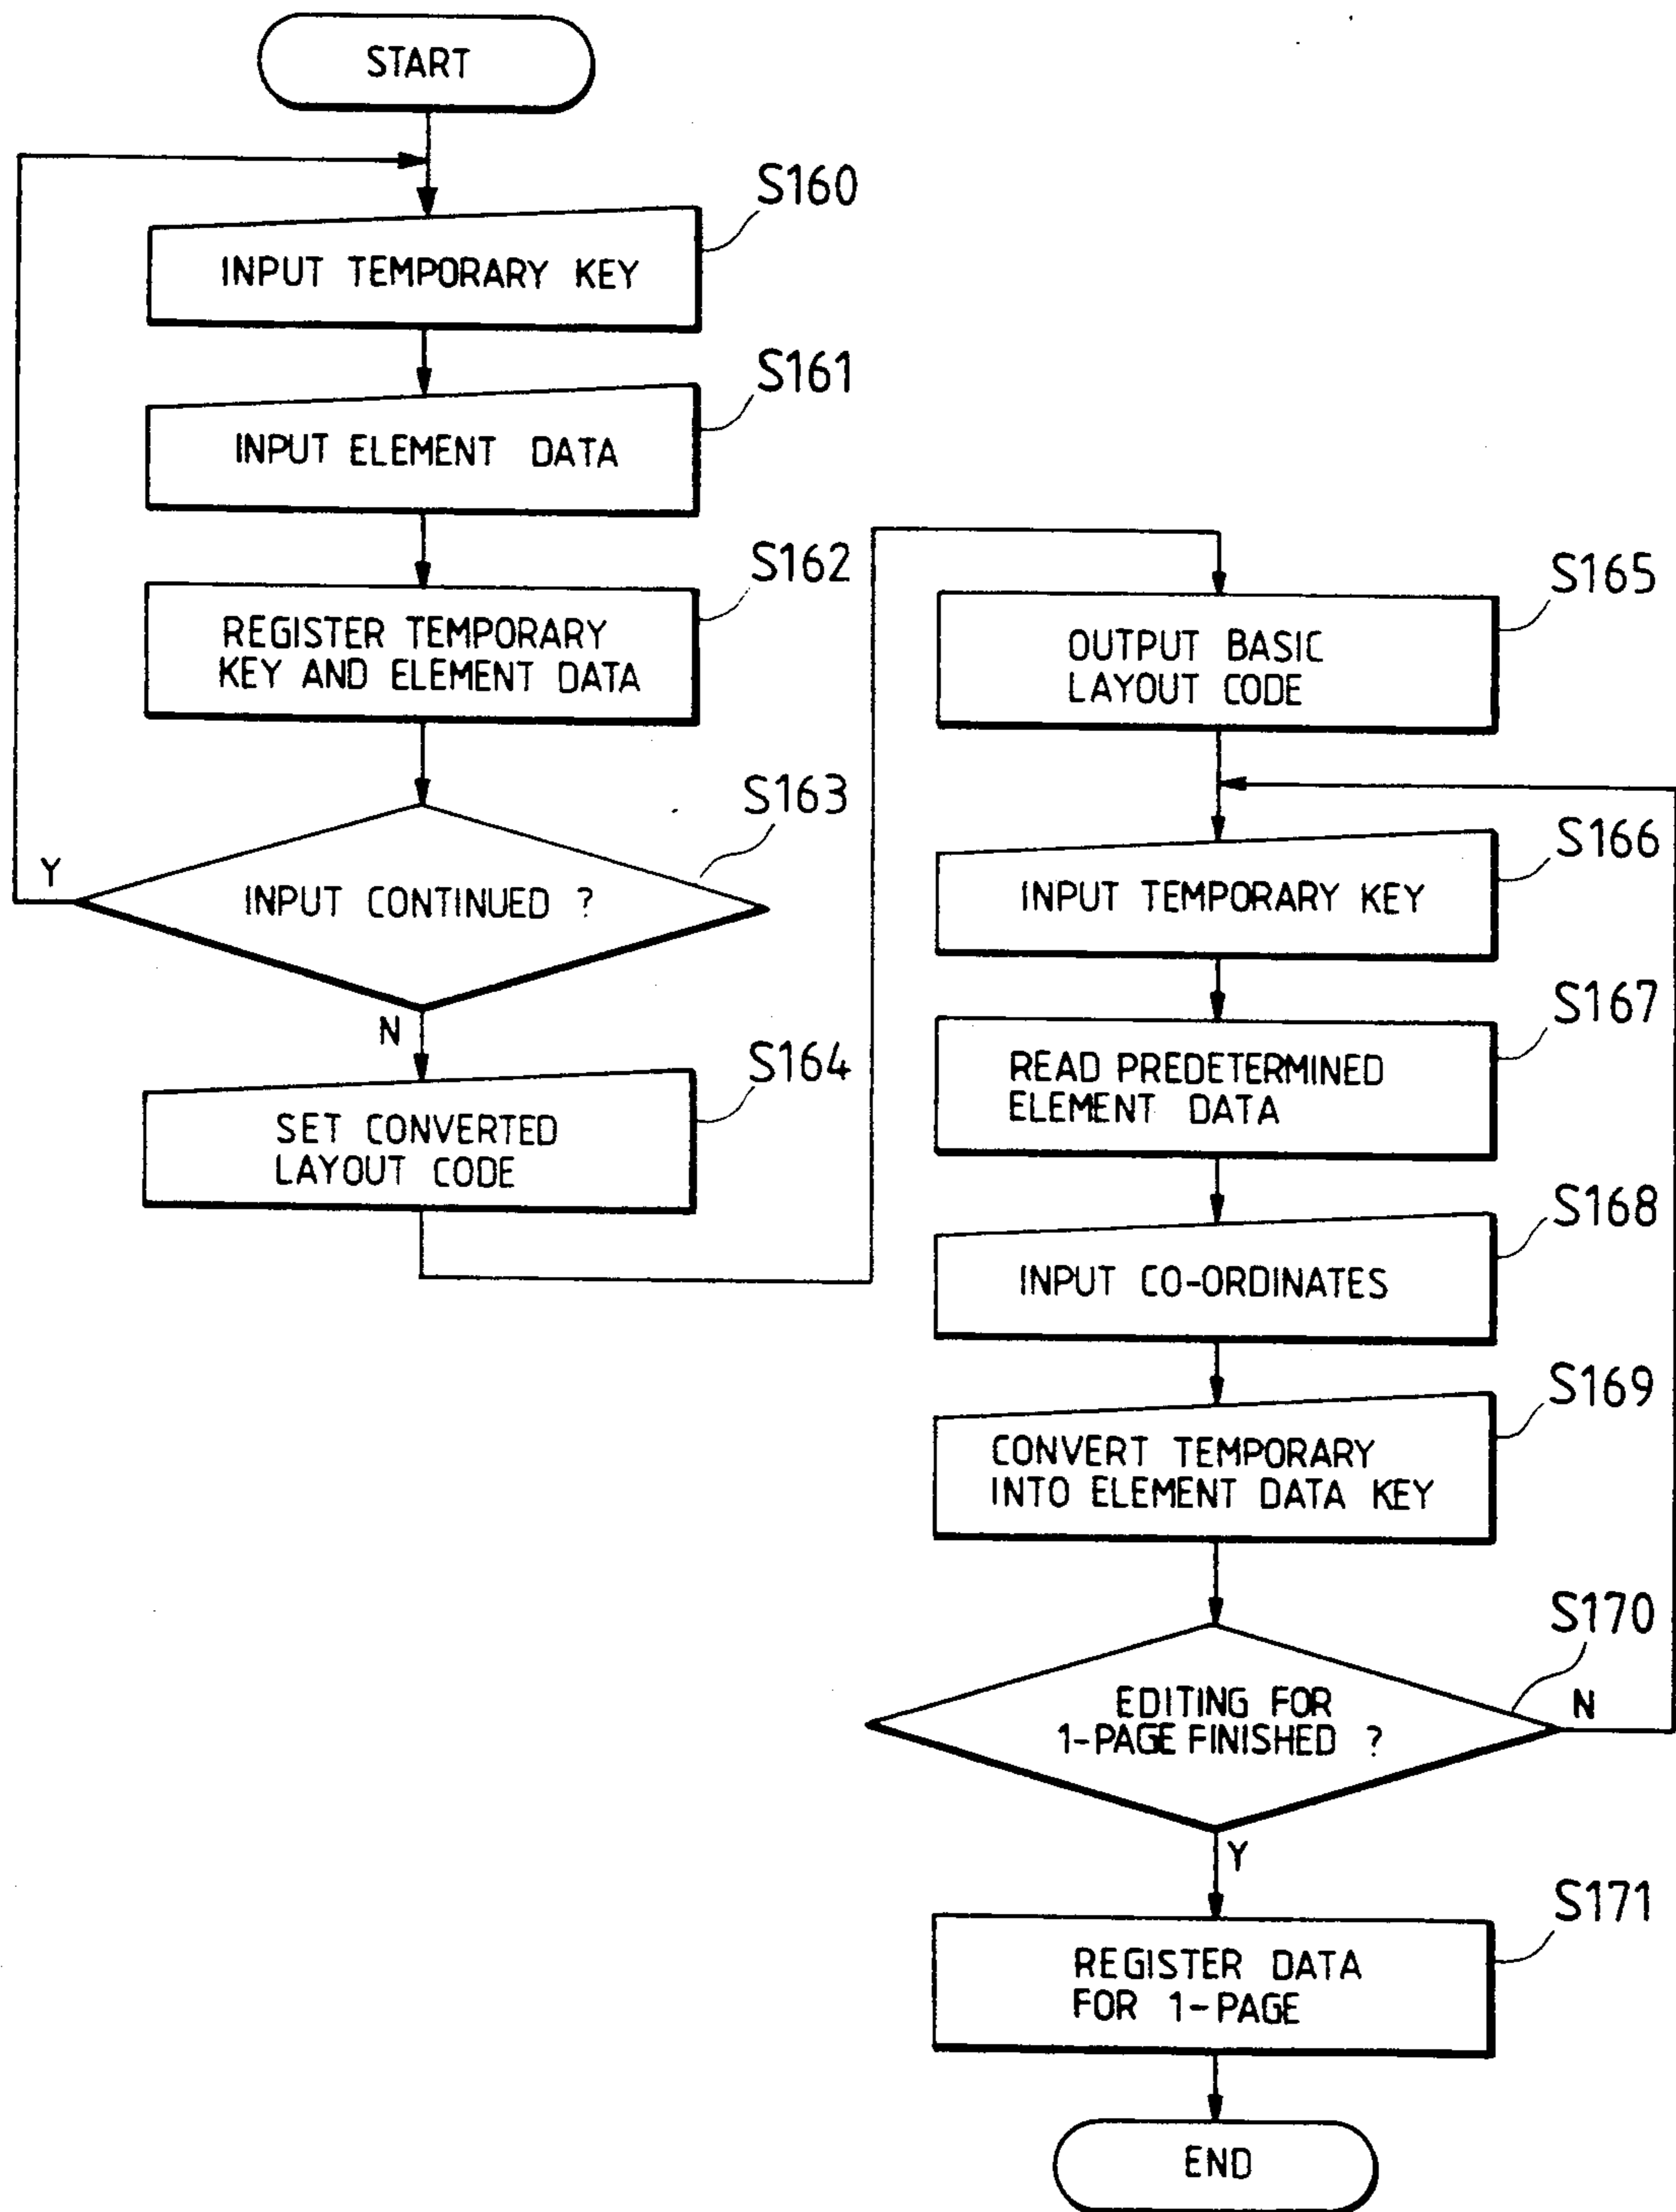 START
S160
INPUT TEMPORARY KEY
S161
INPUT ELEMENT DATA
S162
REGISTER TEMPORARY
KEY AND ELEMENT DATA
S163
Y
INPUT CONTINUED ?
N
S164
SET CONVERTED
LAYOUT CODE
S165
OUTPUT BASIC
LAYOUT CODE
S166
INPUT TEMPORARY KEY
S167
READ PREDETERMINED
ELEMENT DATA
S168
INPUT CO-ORDINATES
S169
CONVERT TEMPORARY
INTO ELEMENT DATA KEY
S170
EDITING FOR
1-PAGE FINISHED ?
N
Y
S171
REGISTER DATA
FOR 1-PAGE
END